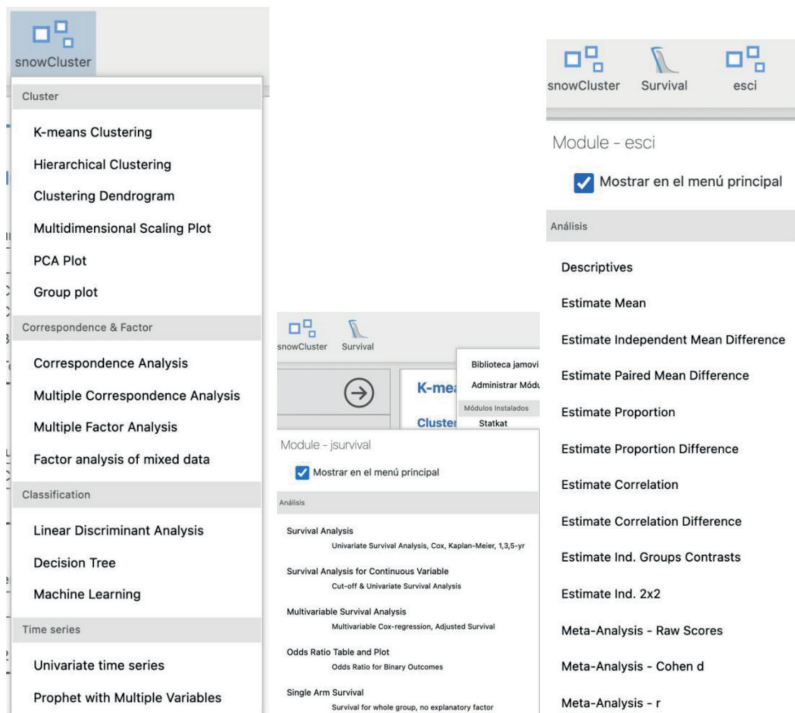 snowCluster
Cluster
K-means Clustering
Hierarchical Clustering
Clustering Dendrogram
Multidimensional Scaling Plot
PCA Plot
Group plot
Correspondence & Factor
Correspondence Analysis
Multiple Correspondence Analysis
Multiple Factor Analysis
Factor analysis of mixed data
Classification
Linear Discriminant Analysis
Decision Tree
Machine Learning
Time series
Univariate time series
Prophet with Multiple Variables
snowCluster Survival
Biblioteca jamovi
Administrar Módu
K-mea
Módulos Instalados
Cluster
Statkat
Module - jsurvival
Mostrar en el menú principal
Análisis
Survival Analysis
Univariate Survival Analysis, Cox, Kaplan-Meier, 1,3,5-yr
Survival Analysis for Continuous Variable
Cut-off & Univariate Survival Analysis
Multivariable Survival Analysis
Multivariable Cox-regression, Adjusted Survival
Odds Ratio Table and Plot
Odds Ratio for Binary Outcomes
Single Arm Survival
Survival for whole group, no explanatory factor
snowCluster Survival esci
Module - esci
Mostrar en el menú principal
Análisis
Descriptives
Estimate Mean
Estimate Independent Mean Difference
Estimate Paired Mean Difference
Estimate Proportion
Estimate Proportion Difference
Estimate Correlation
Estimate Correlation Difference
Estimate Ind. Groups Contrasts
Estimate Ind. 2x2
Meta-Analysis - Raw Scores
Meta-Analysis - Cohen d
Meta-Analysis - r